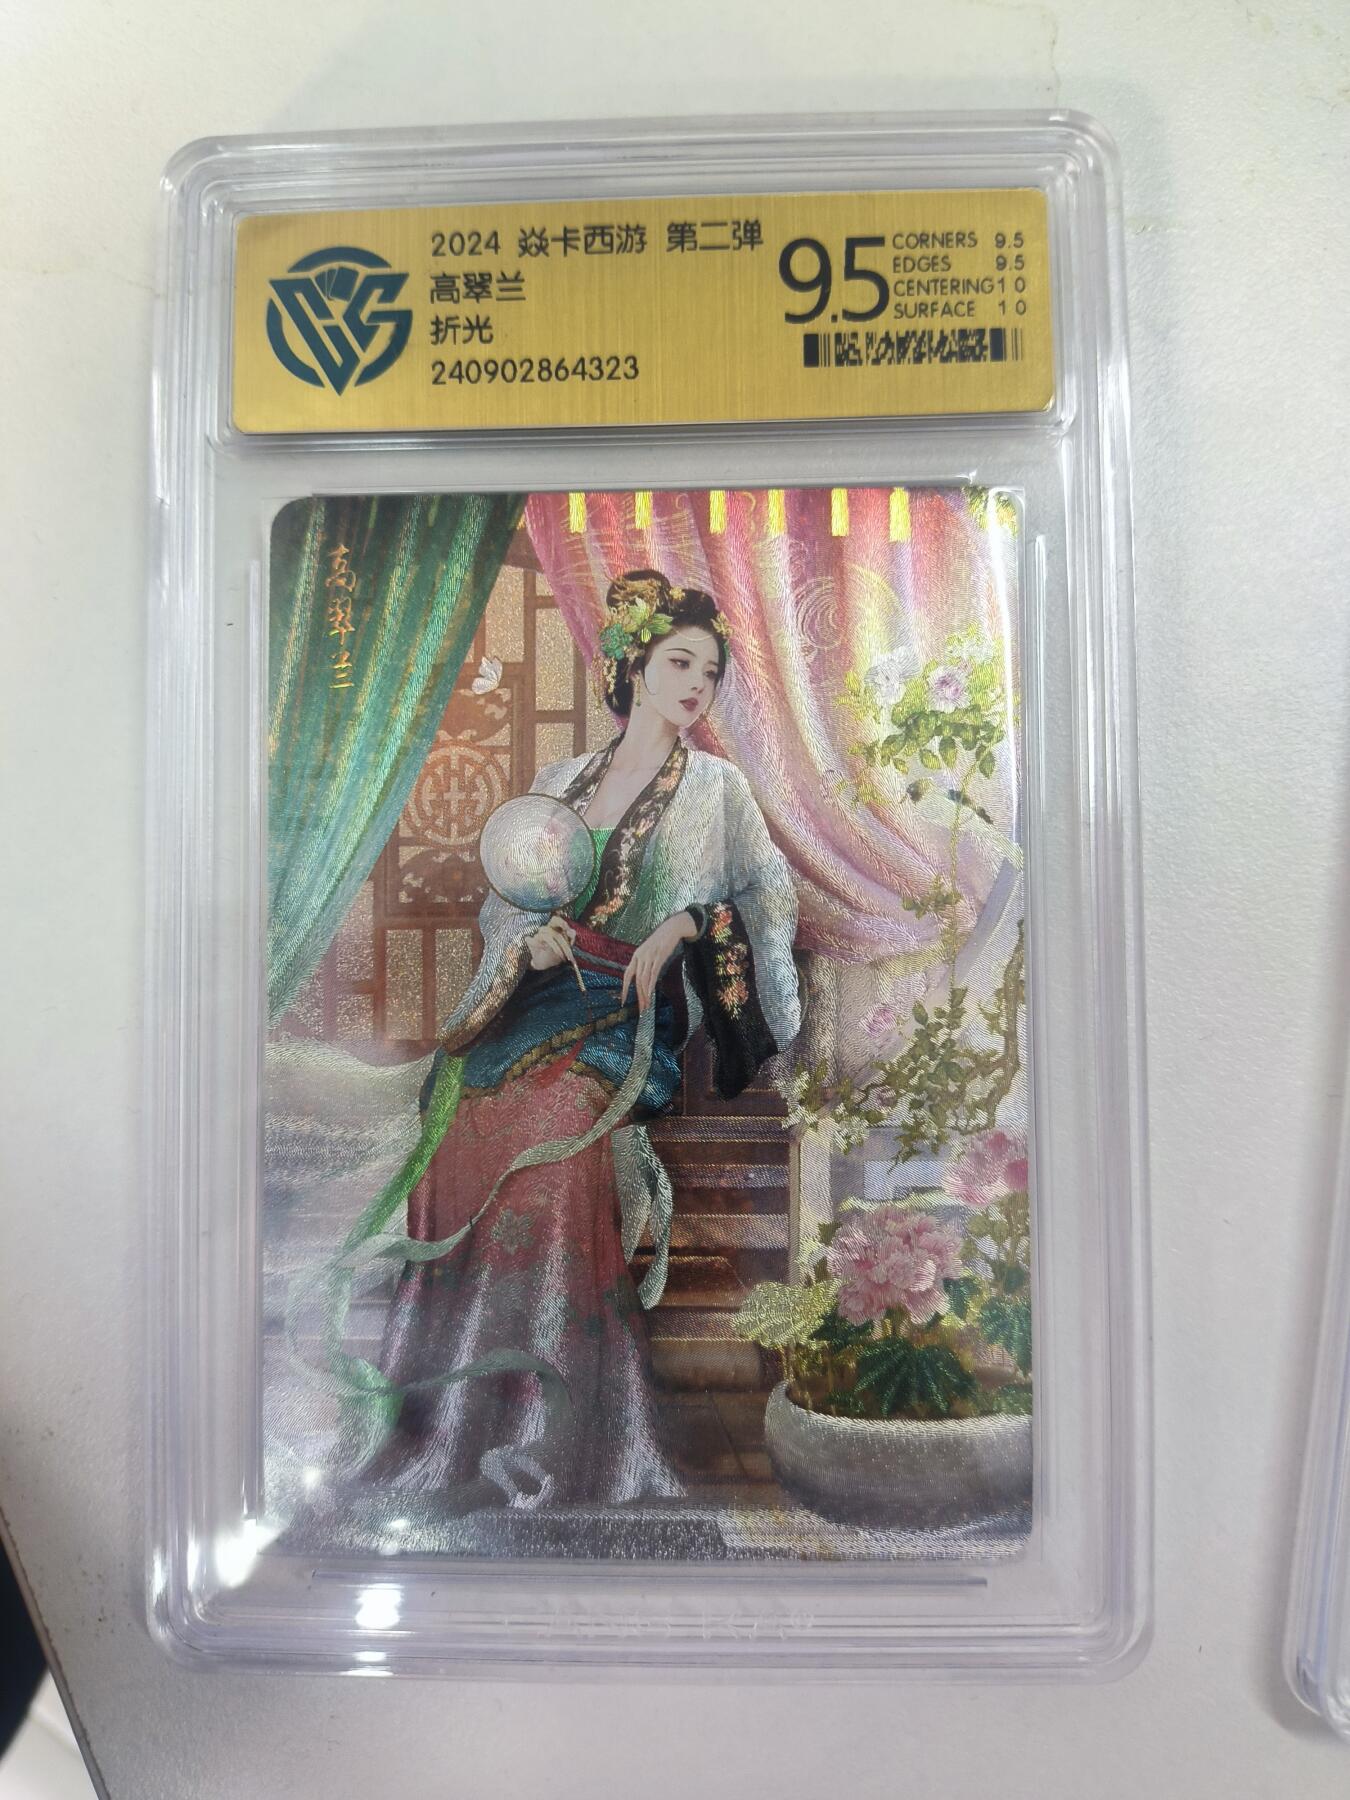 2024 焱卡西游 第二弹
高翠兰
折光
240902864323
9.5
CORNERS 9.5
EDGES 9.5
CENTERING 10
SURFACE 10
高翠兰